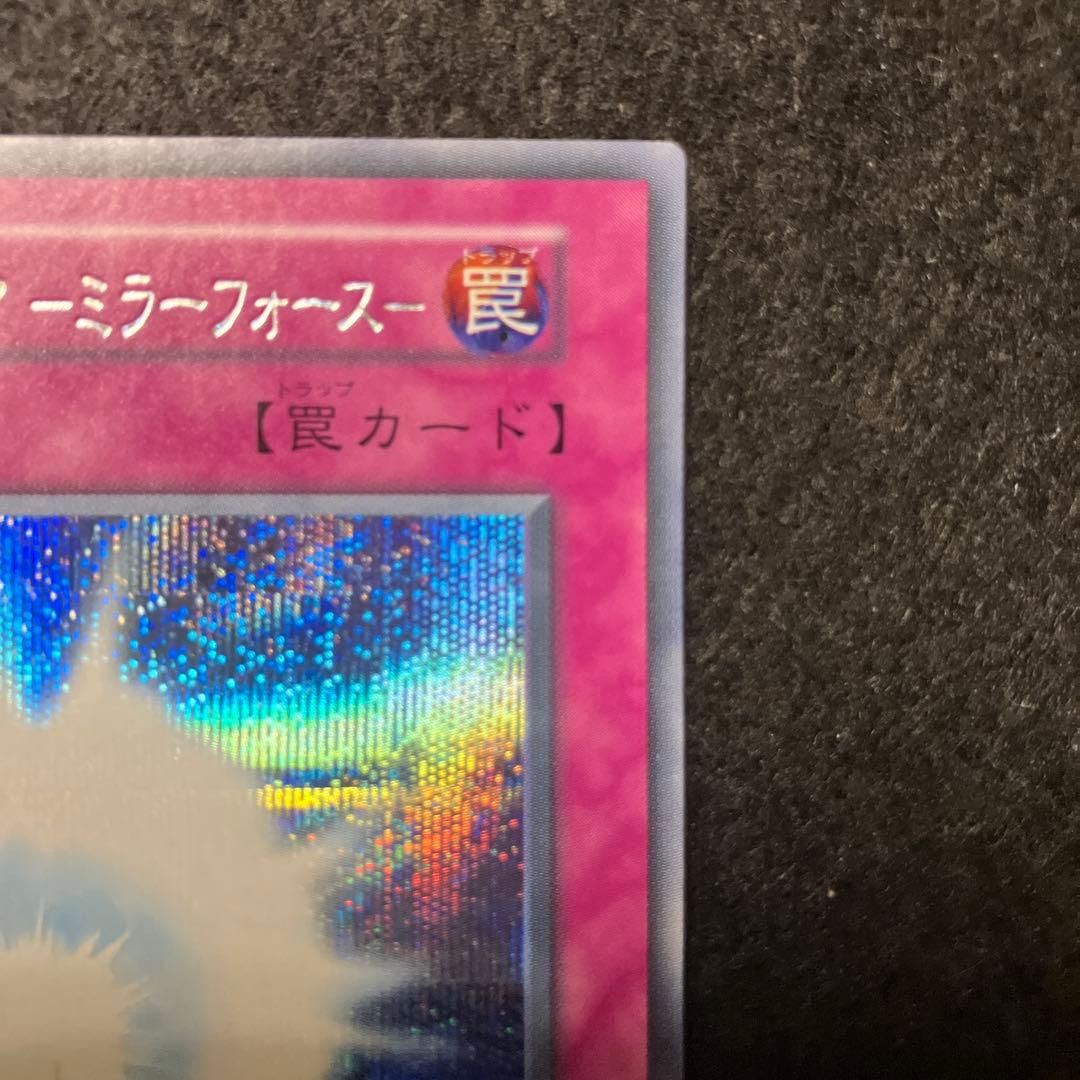 トラップ
ーミラーフォースー 罠
トラップ
【罠カード】